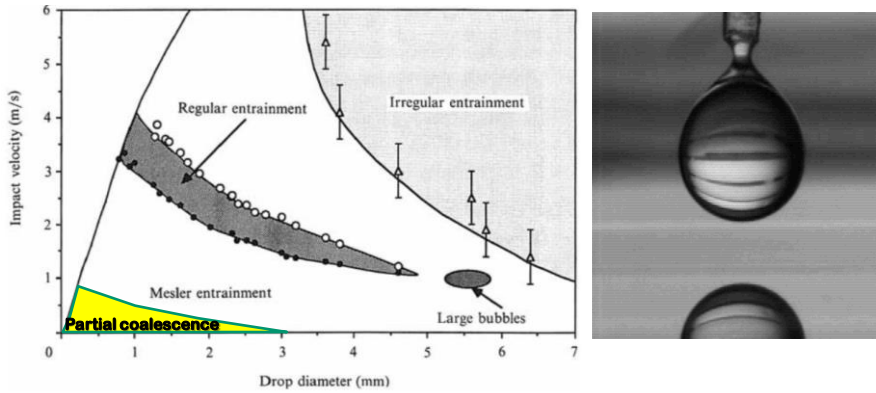 6
5
4
3
2
1
0
Impact velocity (m/s)
Regular entrainment
Irregular entrainment
Mesler entrainment
Partial coalescence
Large bubbles
0 1 2 3 4 5 6 7
Drop diameter (mm)